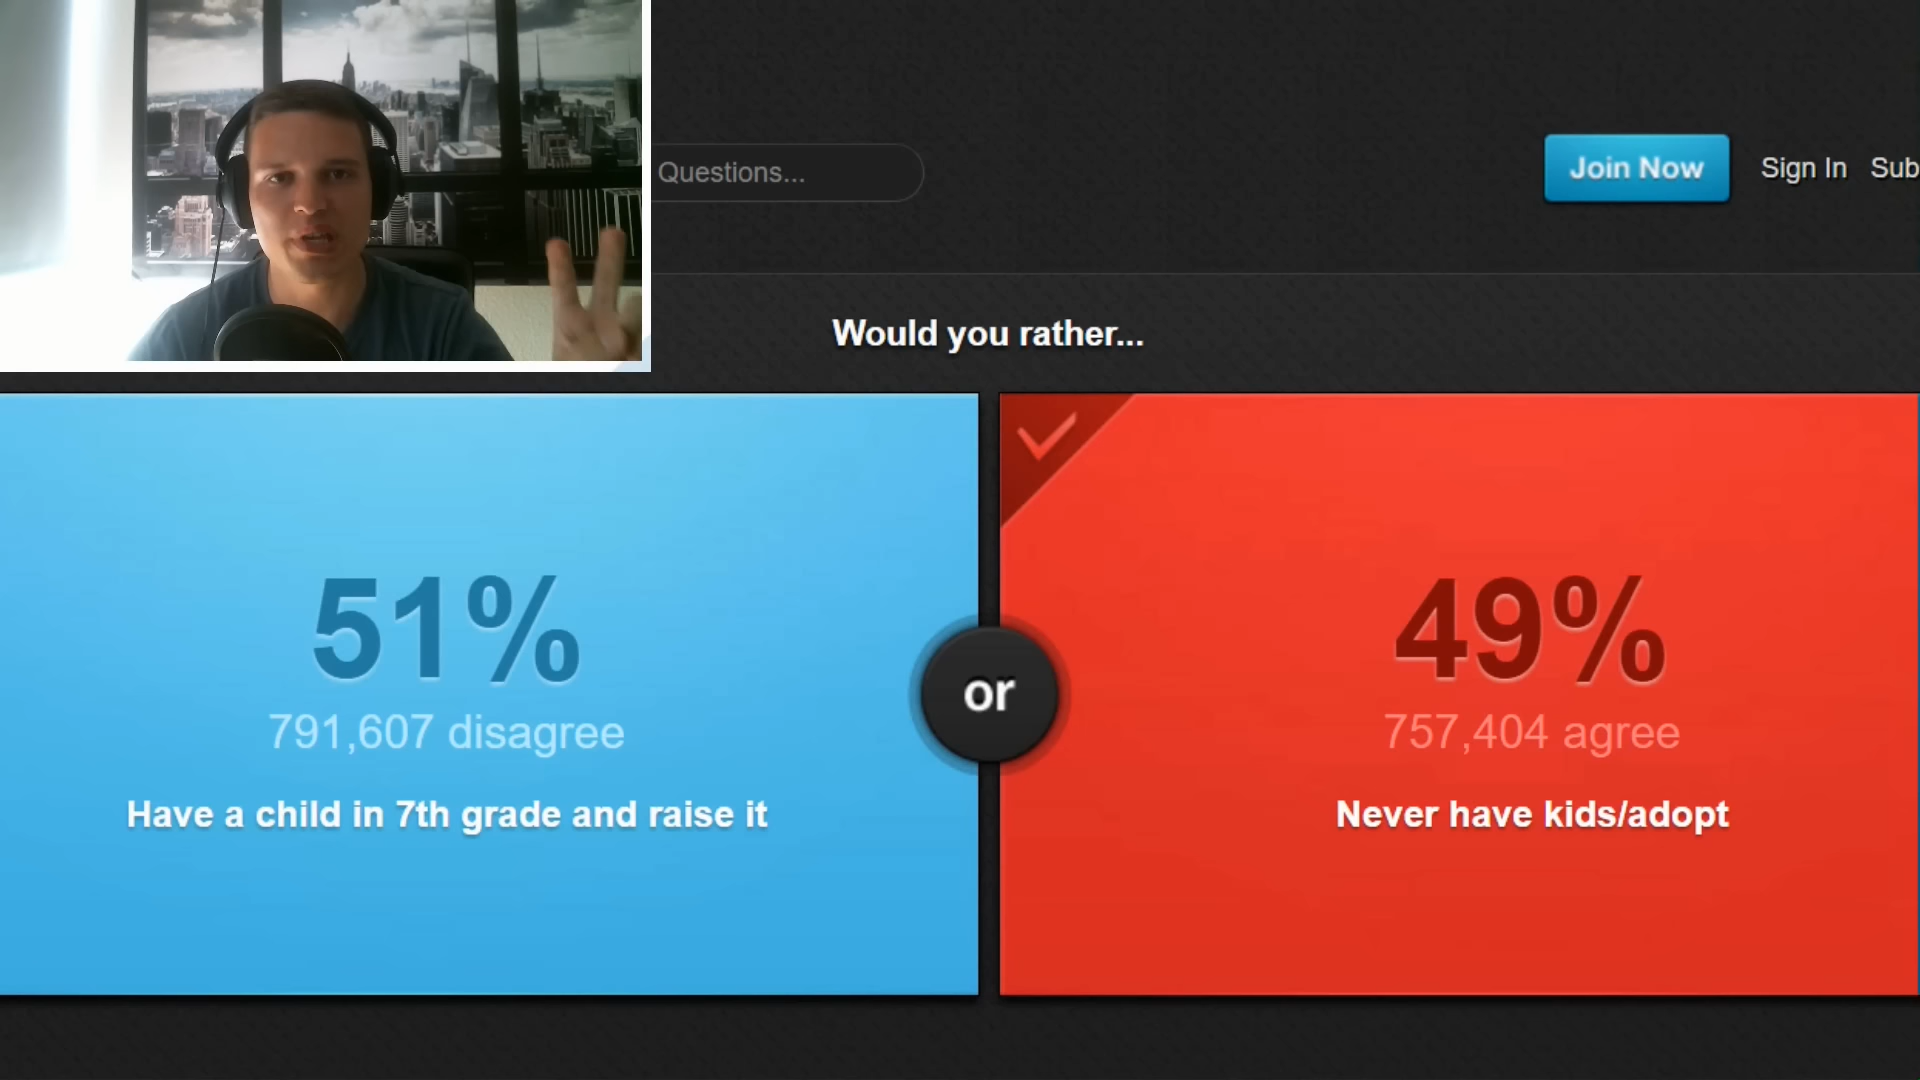 Questions...
Join Now
Sign In
Sub
Would you rather...
51%
791,607 disagree
Have a child in 7th grade and raise it
or
49%
757,404 agree
Never have kids/adopt